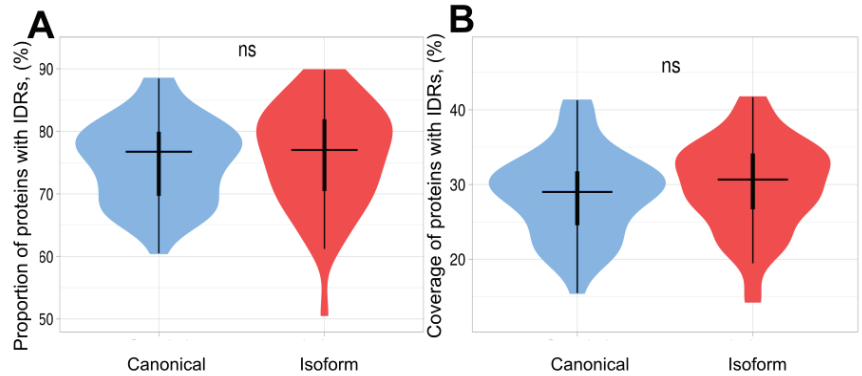 A
B
Proportion of proteins with IDRs, (%)
ns
90
80
70
60
50
Canonical
Isoform
Coverage of proteins with IDRs, (%)
ns
40
30
20
Canonical
Isoform